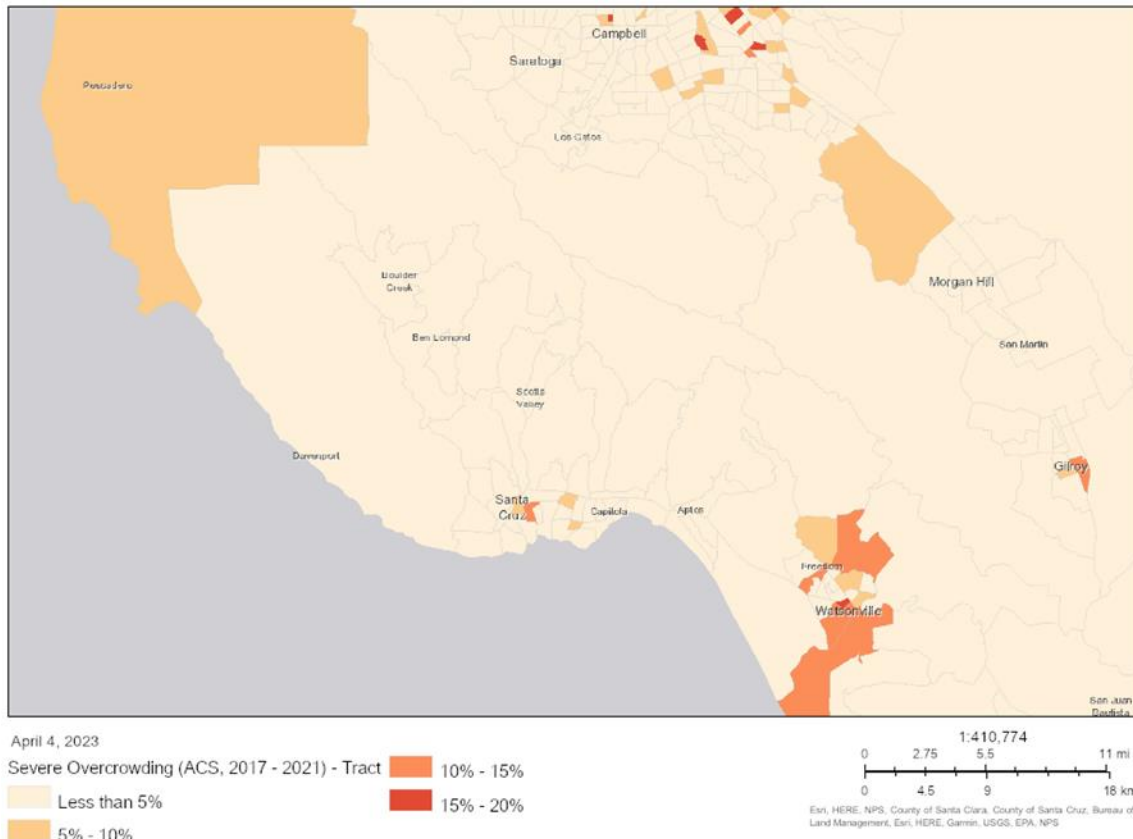 Campbell
Saratoga
Pescadero
Los Gatos
Morgan Hill
Boulder
Creek
Ben Lomond
San Martin
Scotts
Valley
Davenport
Gilroy
Santa
Cruz
Capitola
Aptos
Freedom
Watsonville
San Juan
Bautista
April 4, 2023
Severe Overcrowding (ACS, 2017 - 2021) - Tract
Less than 5%
5% - 10%
10% - 15%
15% - 20%
1:410,774
0 2.75 5.5 11 mi
0 4.5 9 18 km
Esri, HERE, NPS, County of Santa Clara, County of Santa Cruz, Bureau of
Land Management, Esri, HERE, Garmin, USGS, EPA, NPS